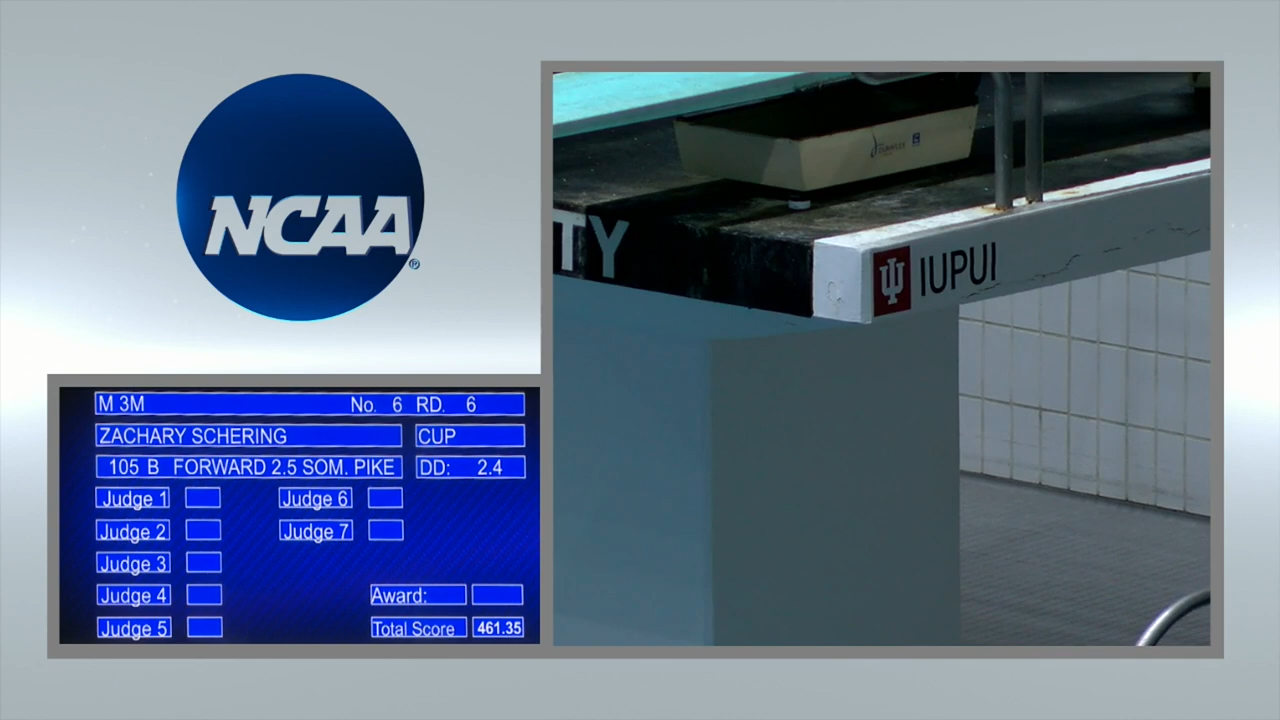 NCAA
®
M 3M No. 6 RD. 6
ZACHARY SCHERING CUP
105 B FORWARD 2.5 SOM. PIKE DD: 2.4
Judge 1 Judge 6
Judge 2 Judge 7
Judge 3
Judge 4 Award:
Judge 5 Total Score 461.35
DURAFLEX
TY
IU IUPUI